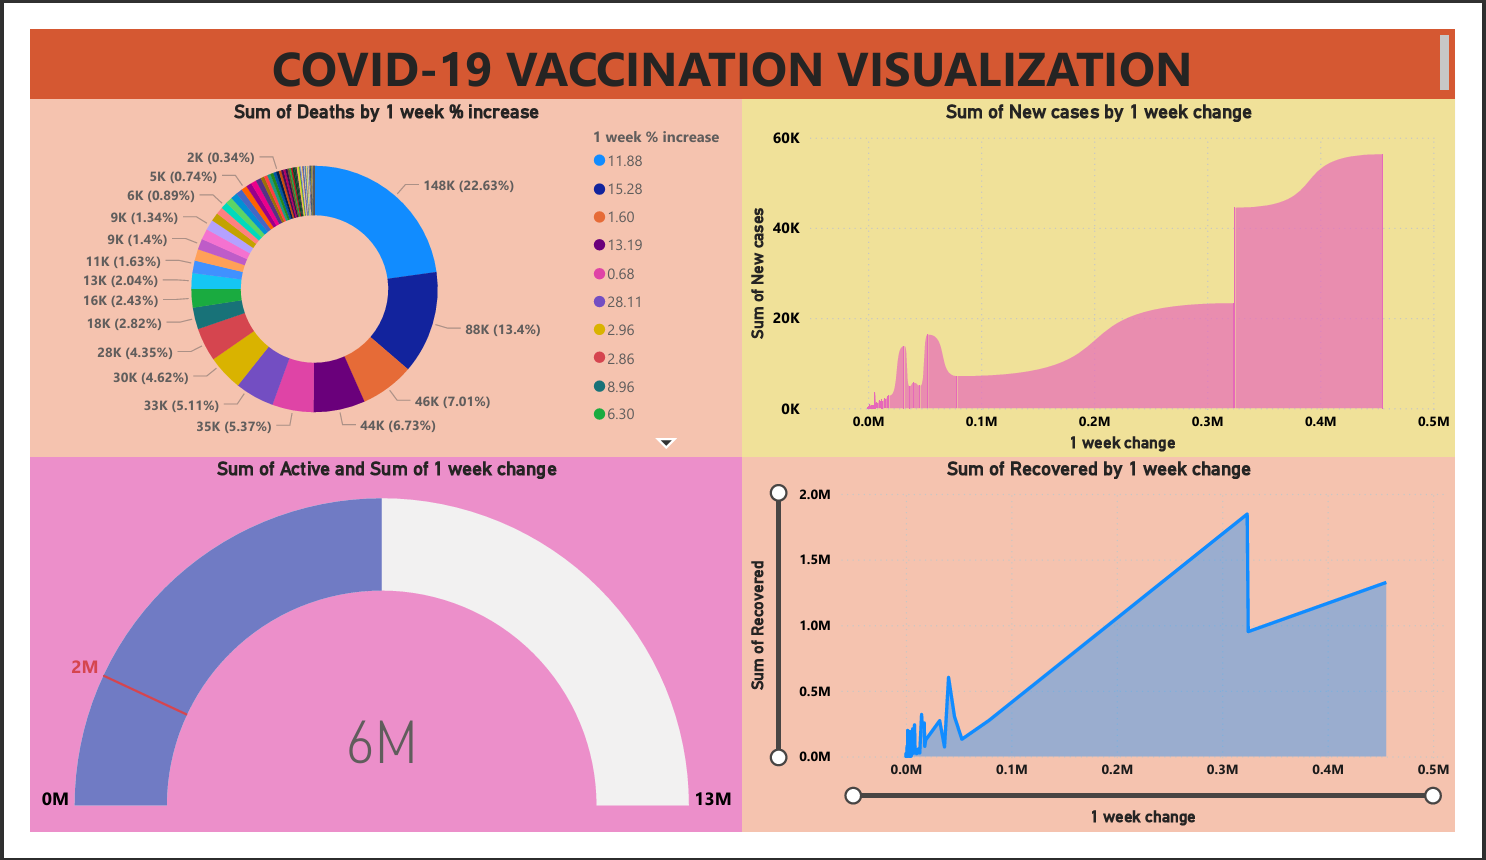 COVID-19 VACCINATION VISUALIZATION
Sum of Deaths by 1 week % increase
1 week % increase
11.88
15.28
1.60
13.19
0.68
28.11
2.96
2.86
8.96
6.30
2K (0.34%)
5K (0.74%)
6K (0.89%)
9K (1.34%)
9K (1.4%)
11K (1.63%)
13K (2.04%)
16K (2.43%)
18K (2.82%)
28K (4.35%)
30K (4.62%)
33K (5.11%)
35K (5.37%)
44K (6.73%)
46K (7.01%)
88K (13.4%)
148K (22.63%)
Sum of New cases by 1 week change
Sum of New cases
60K
40K
20K
0K
0.0M 0.1M 0.2M 0.3M 0.4M 0.5M
1 week change
Sum of Active and Sum of 1 week change
2M
6M
0M 13M
Sum of Recovered by 1 week change
Sum of Recovered
2.0M
1.5M
1.0M
0.5M
0.0M
0.0M 0.1M 0.2M 0.3M 0.4M 0.5M
1 week change